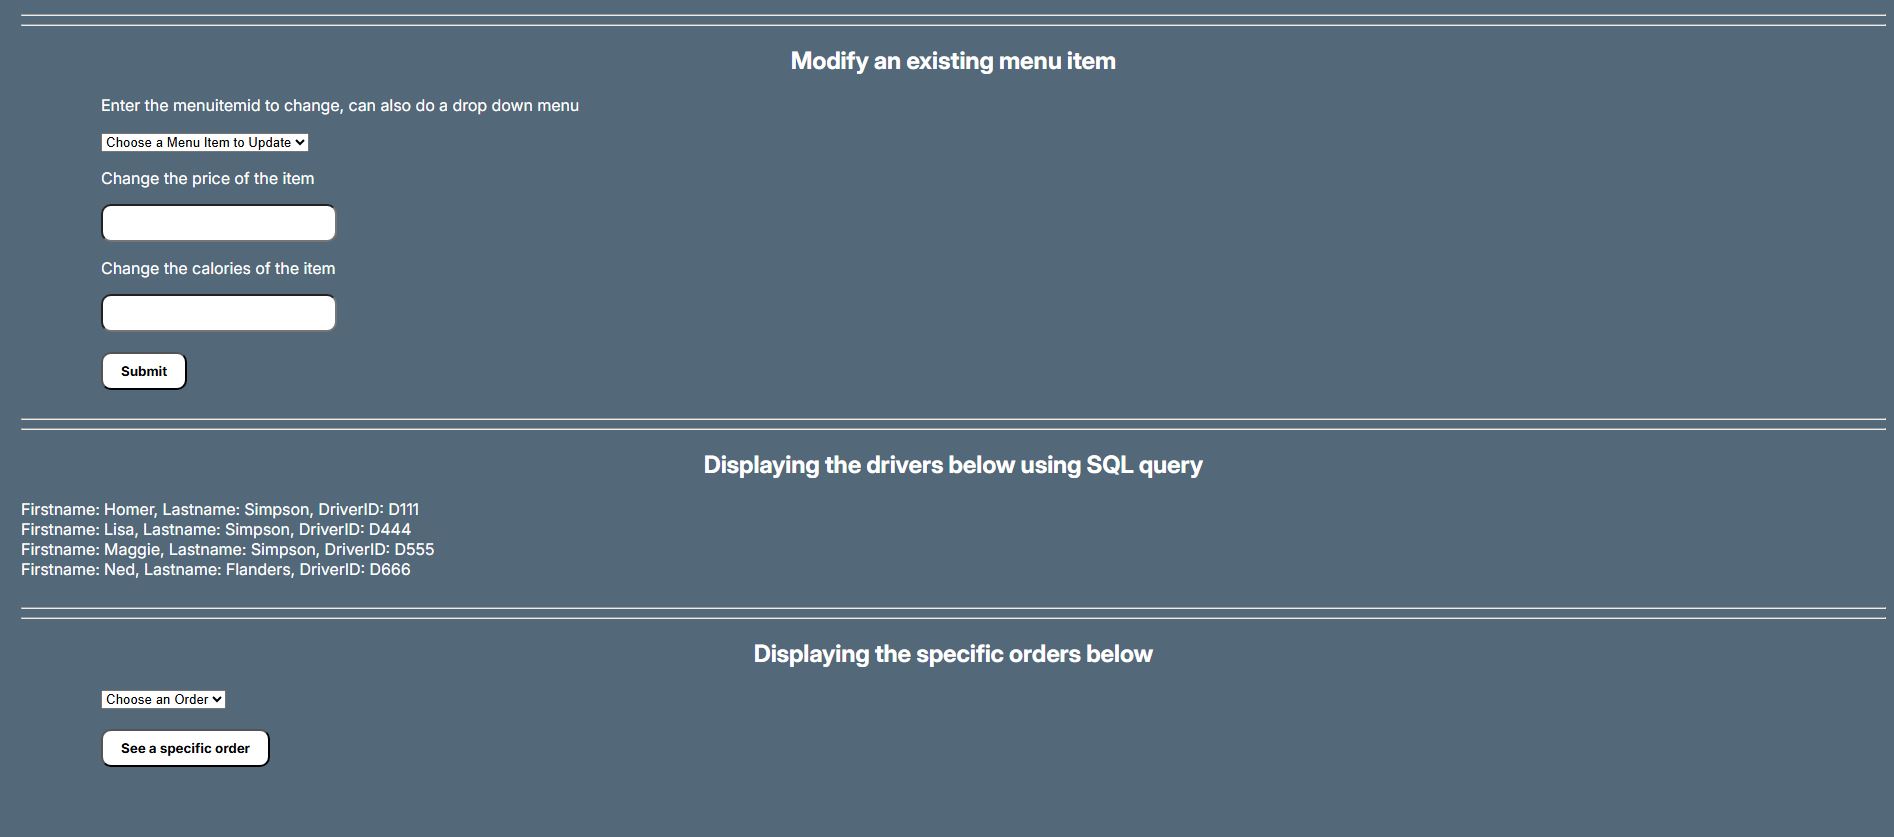 Modify an existing menu item
Enter the menuitemid to change, can also do a drop down menu
Choose a Menu Item to Update
Change the price of the item
Change the calories of the item
Submit
Displaying the drivers below using SQL query
Firstname: Homer, Lastname: Simpson, DriverID: D111
Firstname: Lisa, Lastname: Simpson, DriverID: D444
Firstname: Maggie, Lastname: Simpson, DriverID: D555
Firstname: Ned, Lastname: Flanders, DriverID: D666
Displaying the specific orders below
Choose an Order
See a specific order